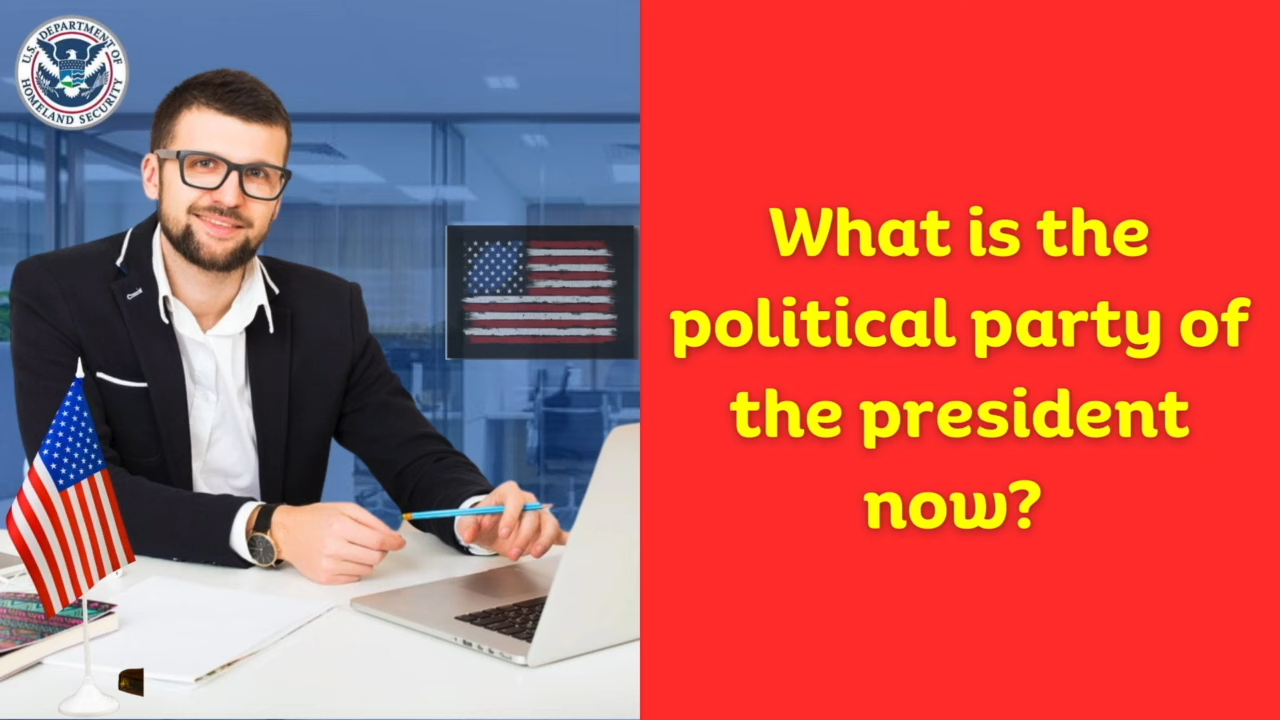 U.S. DEPARTMENT OF
HOMELAND SECURITY
What is the
political party of
the president
now?